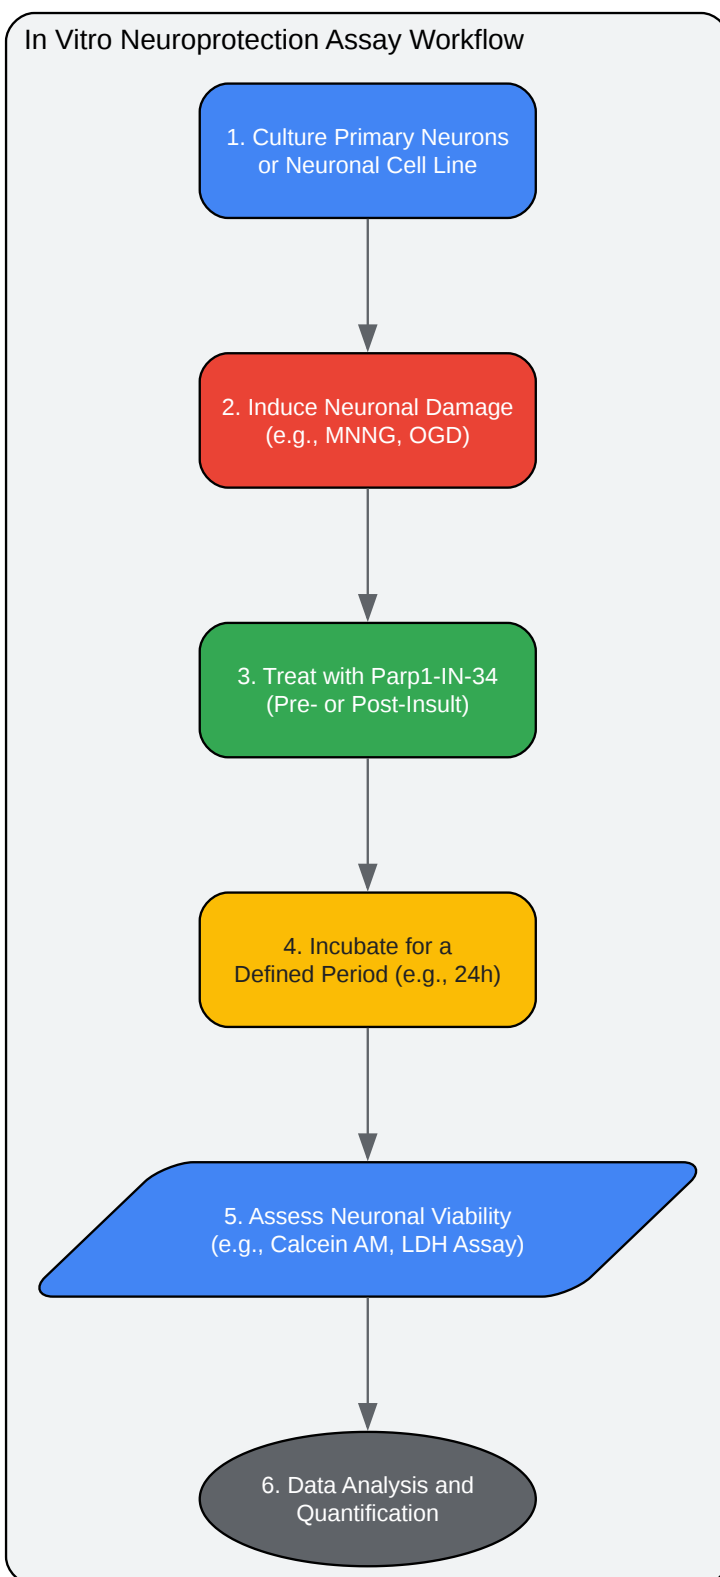 In Vitro Neuroprotection Assay Workflow
1. Culture Primary Neurons
or Neuronal Cell Line
2. Induce Neuronal Damage
(e.g., MNNG, OGD)
3. Treat with Parp1-IN-34
(Pre- or Post-Insult)
4. Incubate for a
Defined Period (e.g., 24h)
5. Assess Neuronal Viability
(e.g., Calcein AM, LDH Assay)
6. Data Analysis and
Quantification